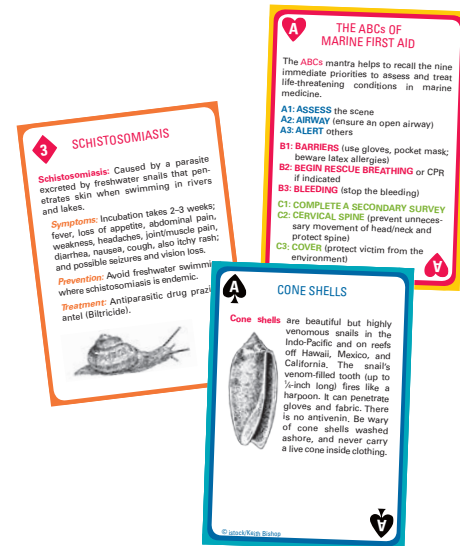 A
THE ABCs OF
MARINE FIRST AID
The ABCs mantra helps to recall the nine
immediate priorities to assess and treat
life-threatening conditions in marine
medicine.
A1: ASSESS the scene
A2: AIRWAY (ensure an open airway)
A3: ALERT others
B1: BARRIERS (use gloves, pocket mask;
beware latex allergies)
B2: BEGIN RESCUE BREATHING or CPR
if indicated
B3: BLEEDING (stop the bleeding)
C1: COMPLETE A SECONDARY SURVEY
C2: CERVICAL SPINE (prevent unneces-
sary movement of head/neck and
protect spine)
C3: COVER (protect victim from the
environment)
A
3
SCHISTOSOMIASIS
Schistosomiasis: Caused by a parasite
excreted by freshwater snails that pen-
etrates skin when swimming in rivers
and lakes.
Symptoms: Incubation takes 2–3 weeks;
fever, loss of appetite, abdominal pain,
weakness, headaches, joint/muscle pain,
diarrhea, nausea, cough, also itchy rash;
and possible seizures and vision loss.
Prevention: Avoid freshwater swimming
where schistosomiasis is endemic.
Treatment: Antiparasitic drug prazi
antel (Biltricide).
A
CONE SHELLS
Cone shells are beautiful but highly
venomous snails in the
Indo-Pacific and on reefs
off Hawaii, Mexico, and
California. The snail's
venom-filled tooth (up to
½-inch long) fires like a
harpoon. It can penetrate
gloves and fabric. There
is no antivenin. Be wary
of cone shells washed
ashore, and never carry
a live cone inside clothing.
A
© istock/Keith Bishop